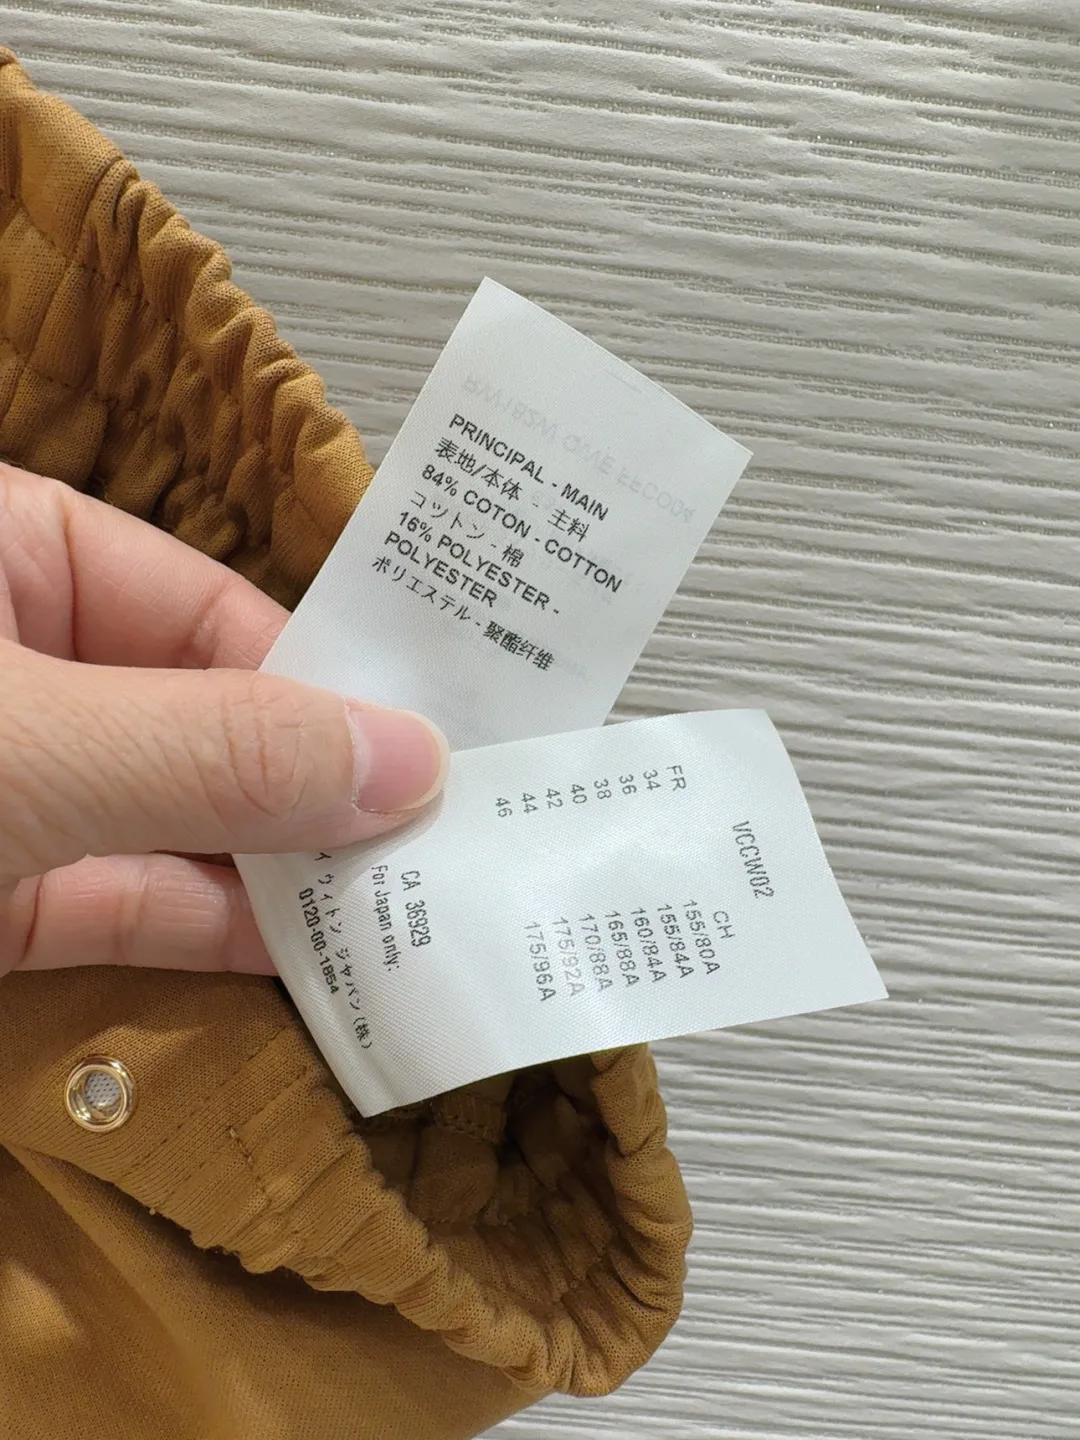 PRINCIPAL - MAIN
表地/本体 - 主料
84% COTON - COTTON
コットン - 棉
16% POLYESTER -
POLYESTER
ポリエステル - 聚酯纤维
VCCW02
FR CH
34 155/80A
36 155/84A
38 160/84A
40 165/88A
42 170/88A
44 175/92A
46 175/96A
CA 36929
For Japan only:
ィ ウィトン ジャパン(株)
0120-00-1854